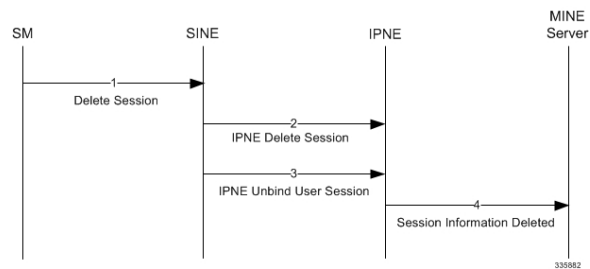 MINE
SM SINE IPNE Server
1
Delete Session
2
IPNE Delete Session
3
IPNE Unbind User Session
4
Session Information Deleted
335882